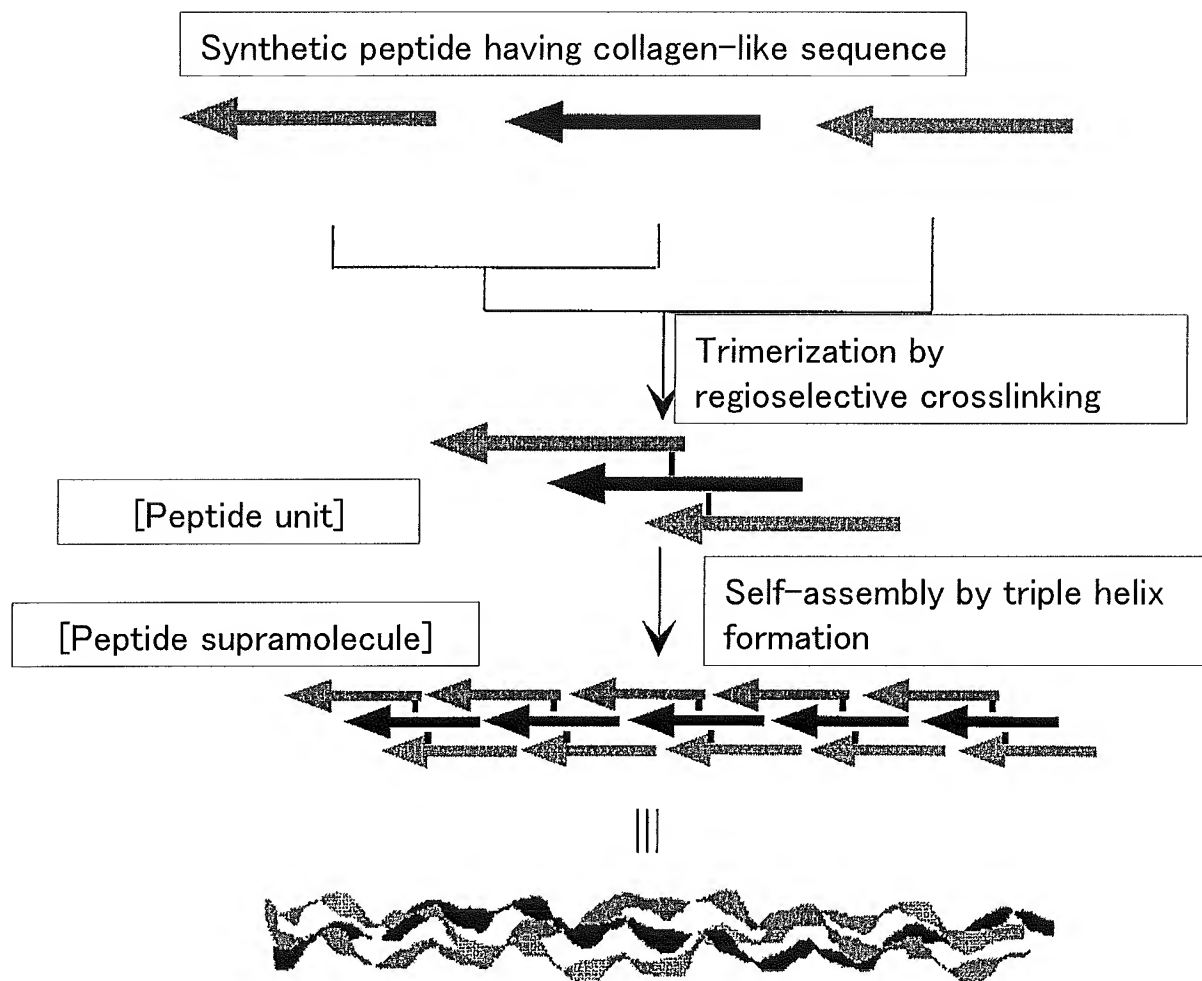 Synthetic peptide having collagen-like sequence
Trimerization by
regioselective crosslinking
[Peptide unit]
Self-assembly by triple helix
formation
[Peptide supramolecule]